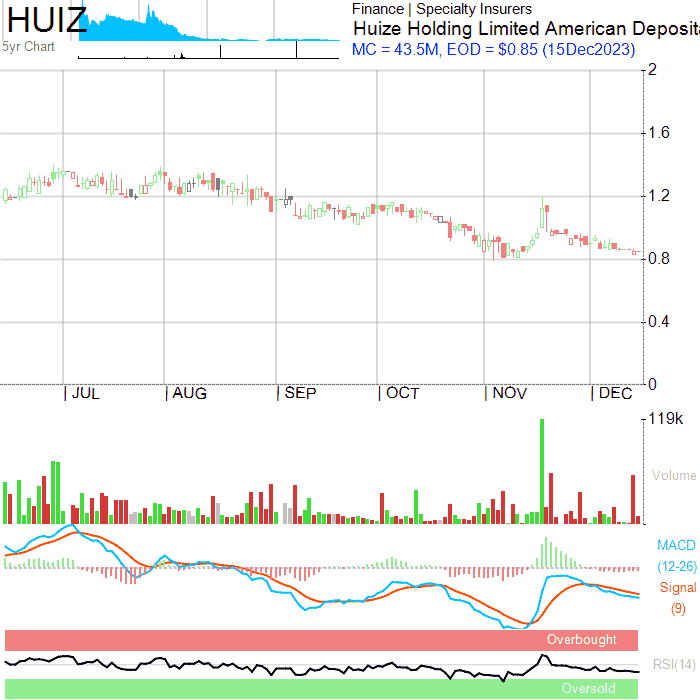 HUIZ
5yr Chart
Finance | Specialty Insurers
Huize Holding Limited American Deposit
MC = 43.5M, EOD = $0.85 (15Dec2023)
2
1.6
1.2
0.8
0.4
0
JUL AUG SEP OCT NOV DEC
119k
Volume
MACD
(12-26)
Signal
(9)
Overbought
RSI(14)
Oversold